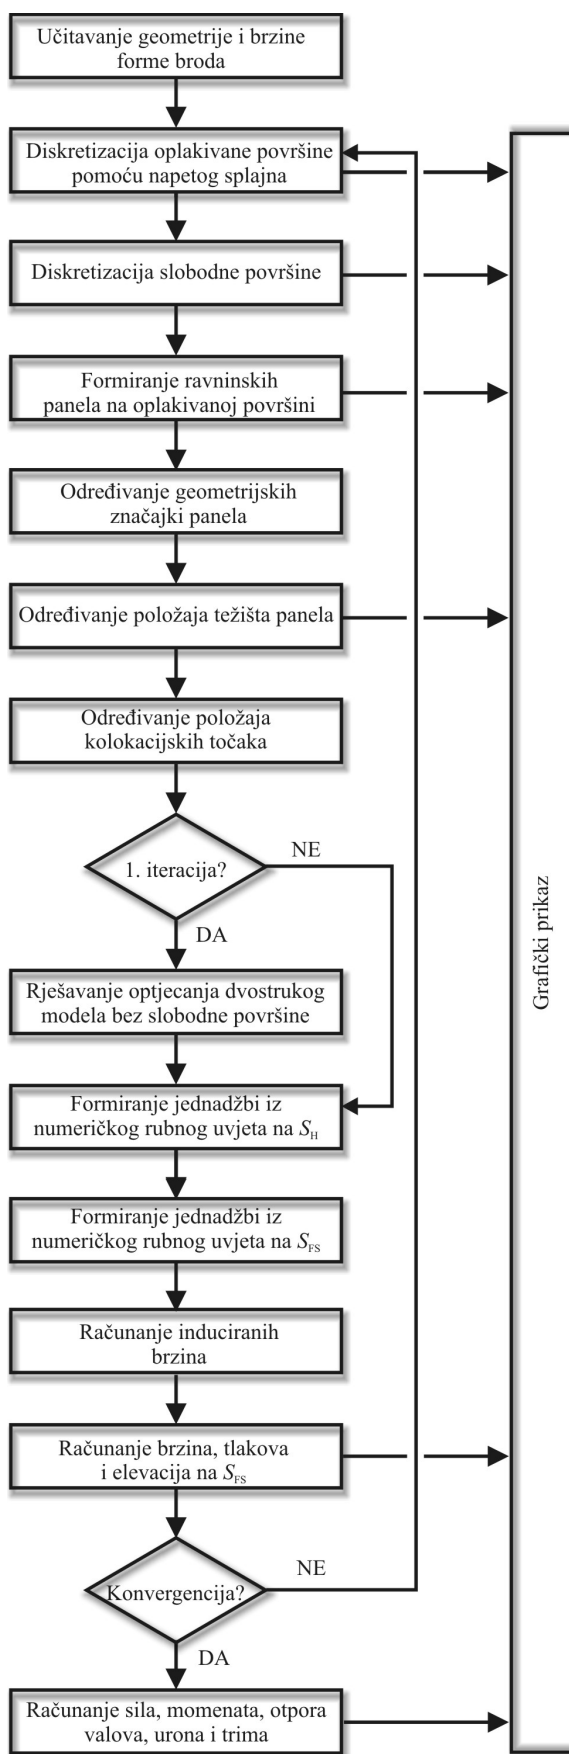 Učitavanje geometrije i brzine
forme broda
Diskretizacija oplakivane površine
pomoću napetog splajna
Diskretizacija slobodne površine
Formiranje ravninskih
panela na oplakivanoj površini
Određivanje geometrijskih
značajki panela
Određivanje položaja težišta panela
Određivanje položaja
kolokacijskih točaka
1. iteracija?
NE
DA
Rješavanje optjecanja dvostrukog
modela bez slobodne površine
Formiranje jednadžbi iz
numeričkog rubnog uvjeta na S_H
Formiranje jednadžbi iz
numeričkog rubnog uvjeta na S_FS
Računanje induciranih
brzina
Računanje brzina, tlakova
i elevacija na S_FS
Konvergencija?
NE
DA
Računanje sila, momenata, otpora
valova, urona i trima
Grafički prikaz